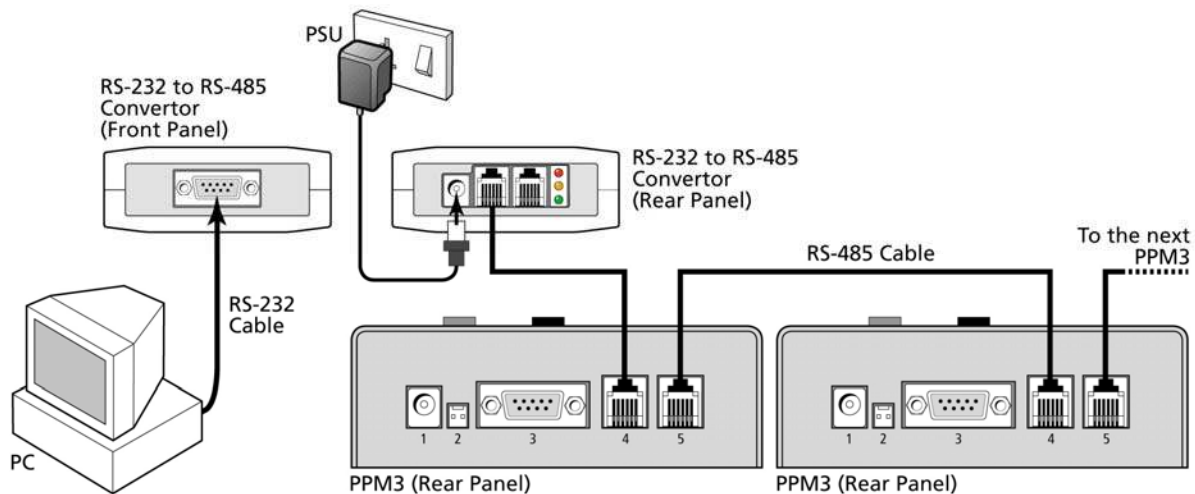 PSU
RS-232 to RS-485
Convertor
(Front Panel)
RS-232 to RS-485
Convertor
(Rear Panel)
To the next
PPM3
RS-485 Cable
RS-232
Cable
PC
1 2 3 4 5
PPM3 (Rear Panel)
1 2 3 4 5
PPM3 (Rear Panel)